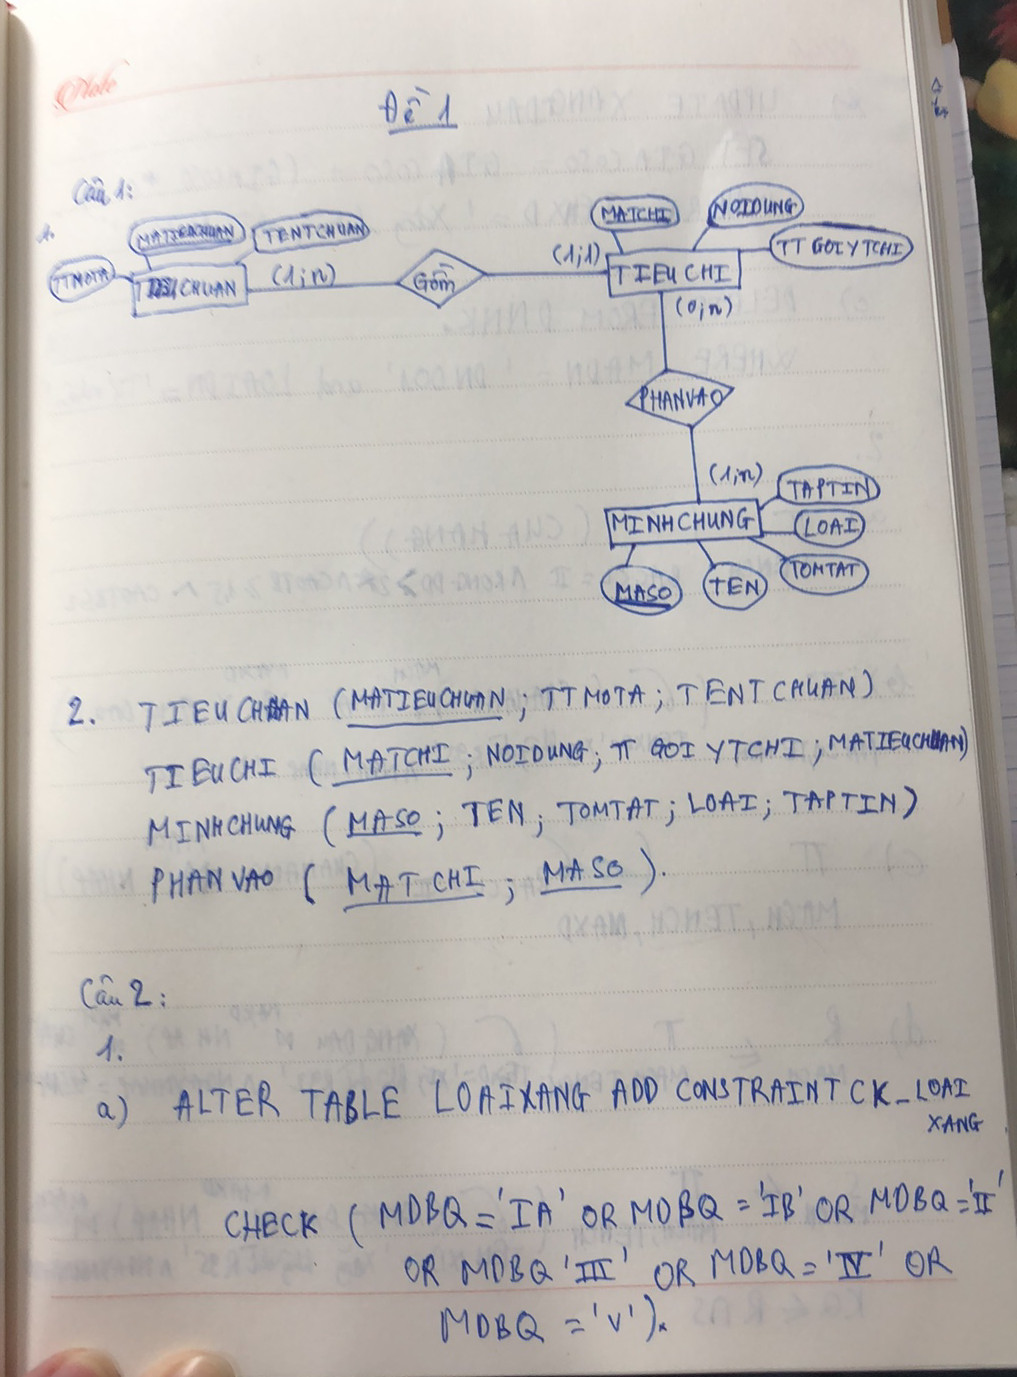 Note
Đề 1
Câu 1:
1.
MATIEUCHUAN TENTCHUAN
TTMOTA
TIEUCHUAN (1;n) Gồm (1;1) TIEUCHI
MATCHI NOIDUNG
TT GOIYTCHI
(0;n)
PHANVAO
(1;n)
MINHCHUNG
TAPTIN
LOAI
TOMTAT
MASO TEN
2. TIEUCHUAN (MATIEUCHUAN; TTMOTA; TENTCHUAN)
TIEUCHI (MATCHI; NOIDUNG; TT GOI YTCHI; MATIEUCHUAN)
MINHCHUNG (MASO; TEN; TOMTAT; LOAI; TAPTIN)
PHANVAO (MATCHI; MASO).
Câu 2:
1.
a) ALTER TABLE LOAIXANG ADD CONSTRAINT CK_LOAI
XANG
CHECK (MDBQ = 'IA' OR MDBQ = 'IB' OR MDBQ = 'II'
OR MDBQ 'III' OR MDBQ = 'IV' OR
MDBQ = 'V').